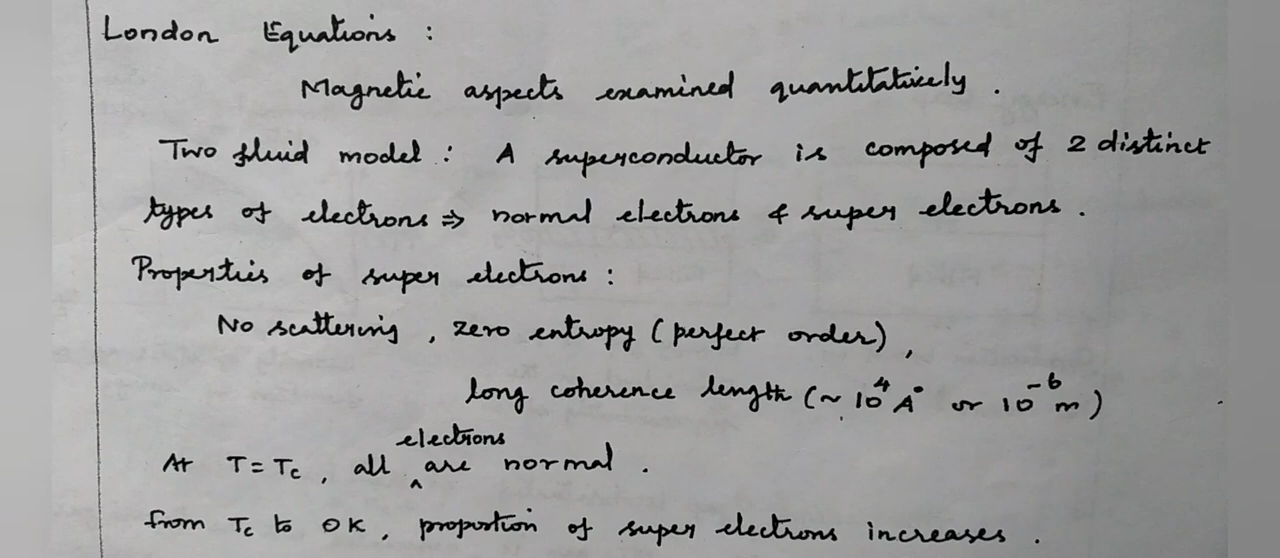 London Equations :
Magnetic aspects examined quantitatively .
Two fluid model : A superconductor is composed of 2 distinct
types of electrons ⇒ normal electrons & super electrons .
Properties of super electrons :
No scattering , zero entropy ( perfect order ) ,
long coherence length ( ~ 10⁴ A° or 10⁻⁶ m )
At T = Tc , all electrons are normal .
from Tc to 0K , proportion of super electrons increases .